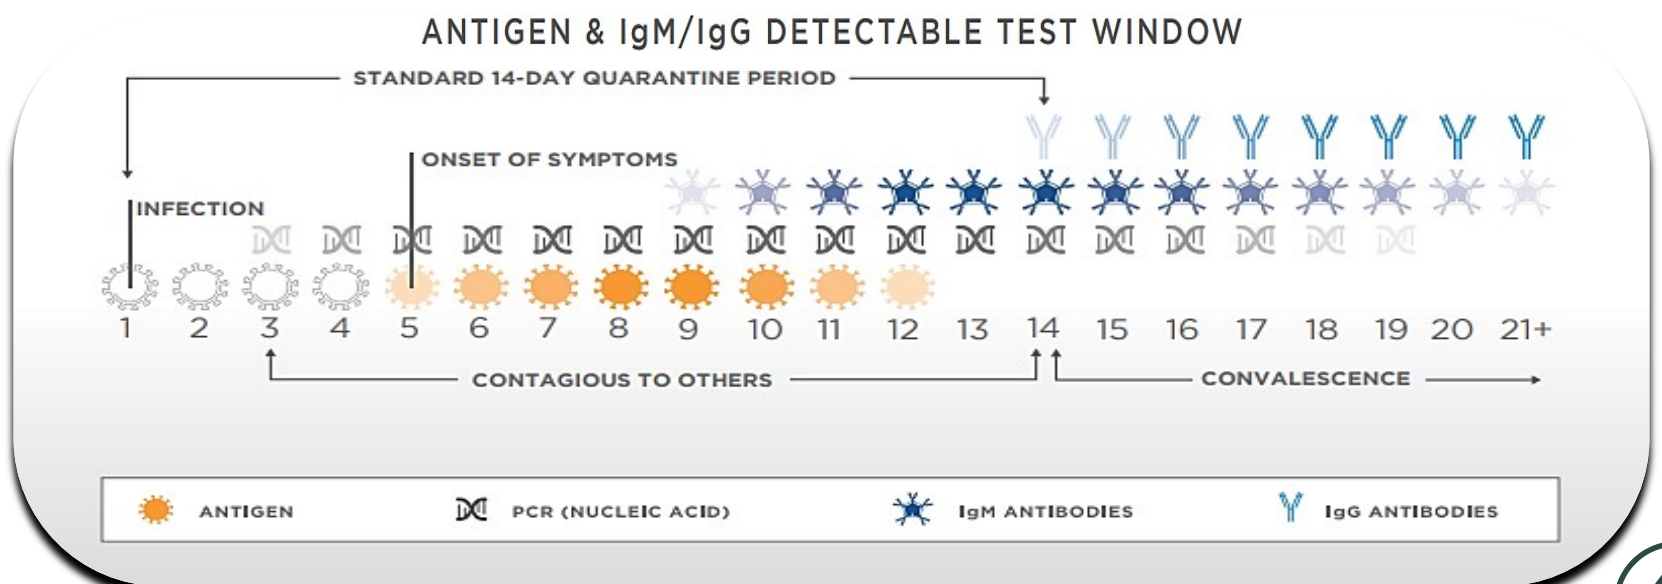 ANTIGEN & IgM/IgG DETECTABLE TEST WINDOW
STANDARD 14-DAY QUARANTINE PERIOD
ONSET OF SYMPTOMS
INFECTION
1 2 3 4 5 6 7 8 9 10 11 12 13 14 15 16 17 18 19 20 21+
CONTAGIOUS TO OTHERS CONVALESCENCE
ANTIGEN PCR (NUCLEIC ACID) IgM ANTIBODIES IgG ANTIBODIES